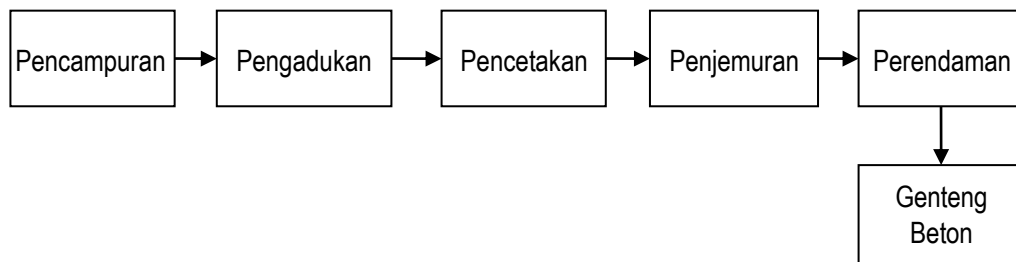 Pencampuran
Pengadukan
Pencetakan
Penjemuran
Perendaman
Genteng
Beton